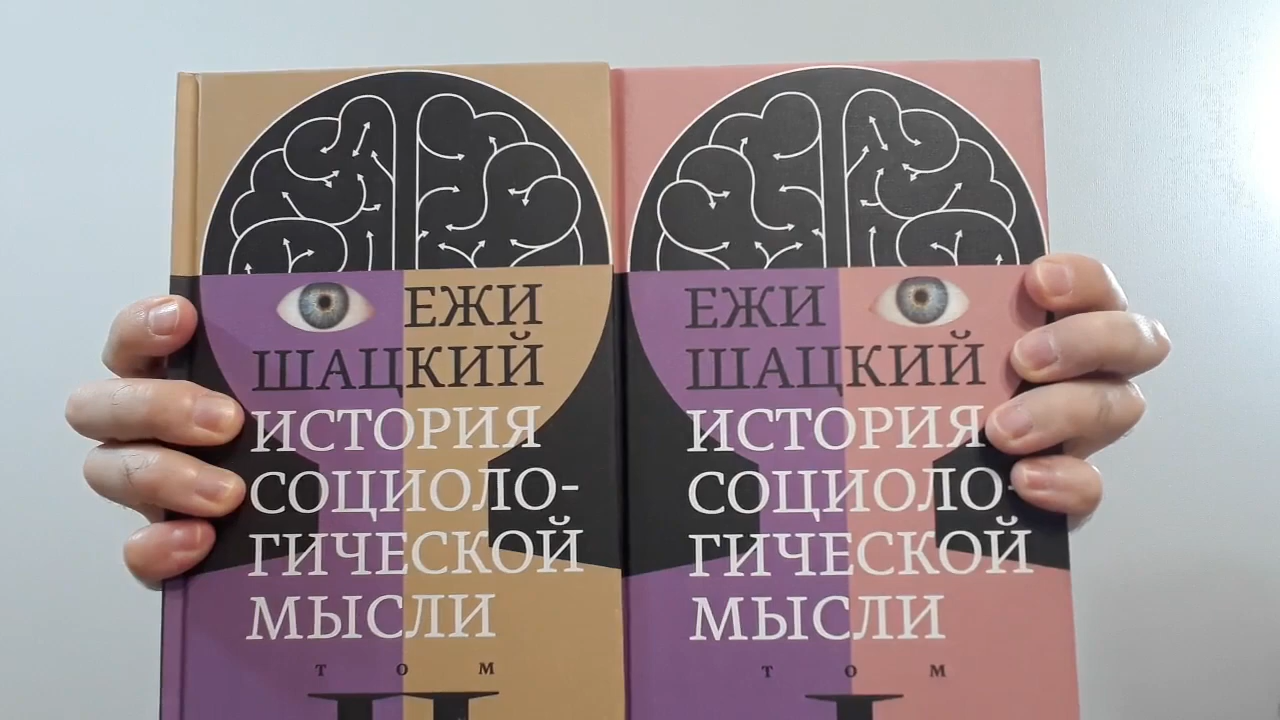 ЕЖИ
ШАЦКИЙ
ИСТОРИЯ
СОЦИОЛО-
ГИЧЕСКОЙ
МЫСЛИ
ТОМ
ЕЖИ
ШАЦКИЙ
ИСТОРИЯ
СОЦИОЛО-
ГИЧЕСКОЙ
МЫСЛИ
ТОМ